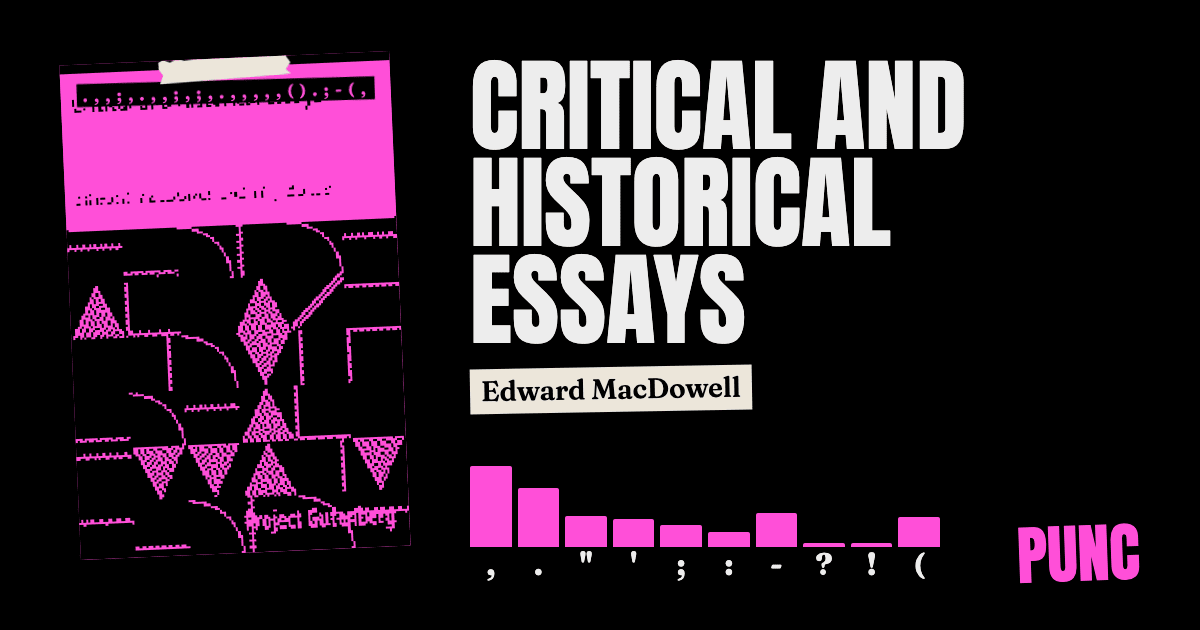 .,,;,.,,;,;,.,,,,,().;-(,
CRITICAL AND
HISTORICAL
ESSAYS
Edward MacDowell
, . " ' ; : - ? ! (
Project Gutenberg
PUNC